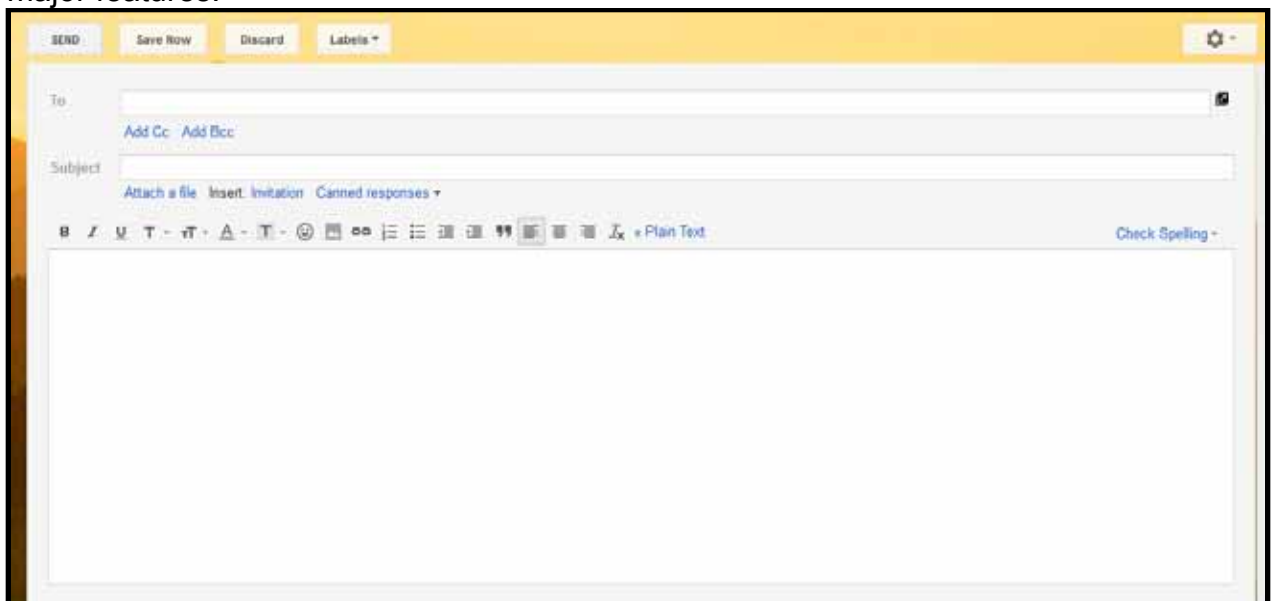 major features.
SEND Save Now Discard Labels
To
Add Cc Add Bcc
Subject
Attach a file Insert: Invitation Canned responses
B I U T T A T « Plain Text Check Spelling